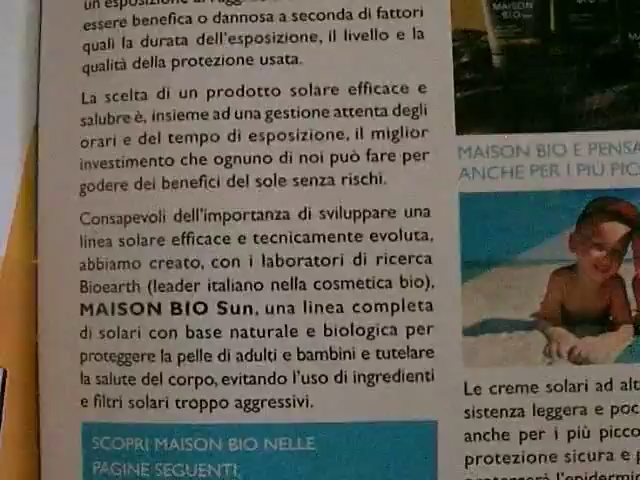 essere benefica o dannosa a seconda di fattori
quali la durata dell'esposizione, il livello e la
qualità della protezione usata.
La scelta di un prodotto solare efficace e
salubre è, insieme ad una gestione attenta degli
orari e del tempo di esposizione, il miglior
investimento che ognuno di noi può fare per
godere dei benefici del sole senza rischi.
Consapevoli dell'importanza di sviluppare una
linea solare efficace e tecnicamente evoluta,
abbiamo creato, con i laboratori di ricerca
Bioearth (leader italiano nella cosmetica bio),
MAISON BIO Sun, una linea completa
di solari con base naturale e biologica per
proteggere la pelle di adulti e bambini e tutelare
la salute del corpo, evitando l'uso di ingredienti
e filtri solari troppo aggressivi.
SCOPRI MAISON BIO NELLE
PAGINE SEGUENTI
MAISON
BIO
MAISON BIO E PENSA
ANCHE PER I PIÙ PIC
Le creme solari ad alt
sistenza leggera e poc
anche per i più picco
protezione sicura e p